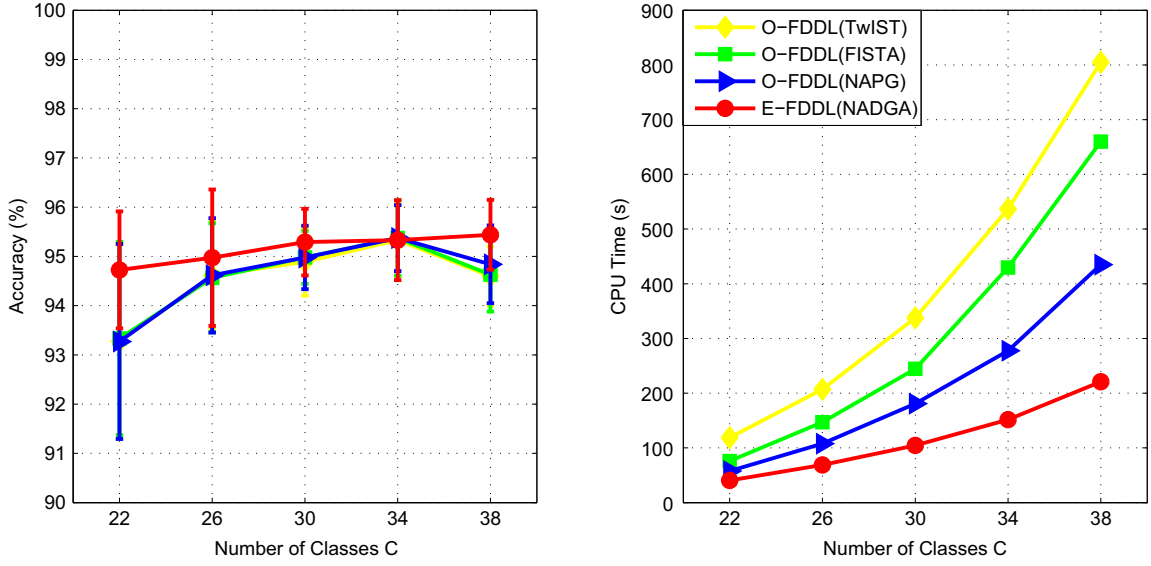 100
99
98
97
96
95
94
93
92
91
90
22 26 30 34 38
Number of Classes C
Accuracy (%)
900
800
700
600
500
400
300
200
100
0
22 26 30 34 38
Number of Classes C
CPU Time (s)
O−FDDL(TwIST)
O−FDDL(FISTA)
O−FDDL(NAPG)
E−FDDL(NADGA)